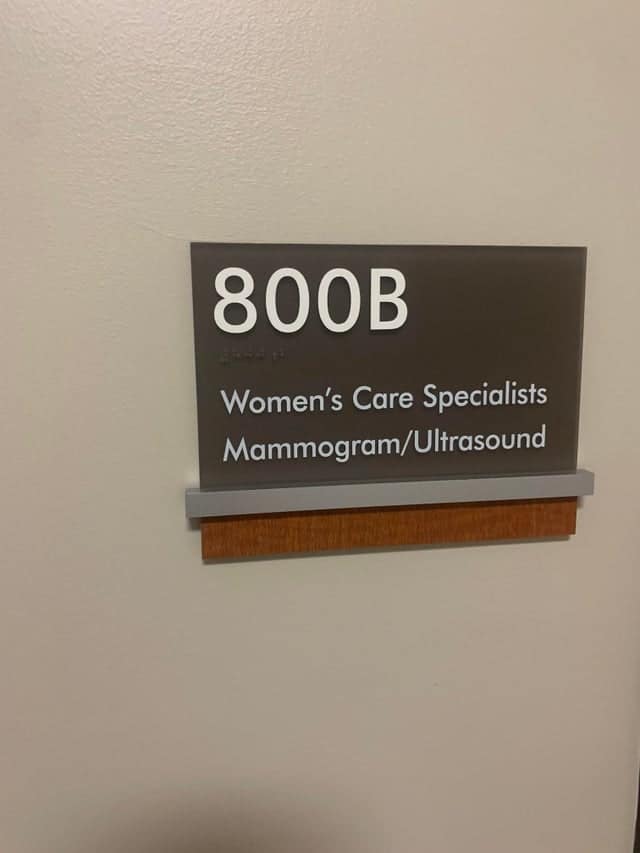 800B
Women's Care Specialists
Mammogram/Ultrasound